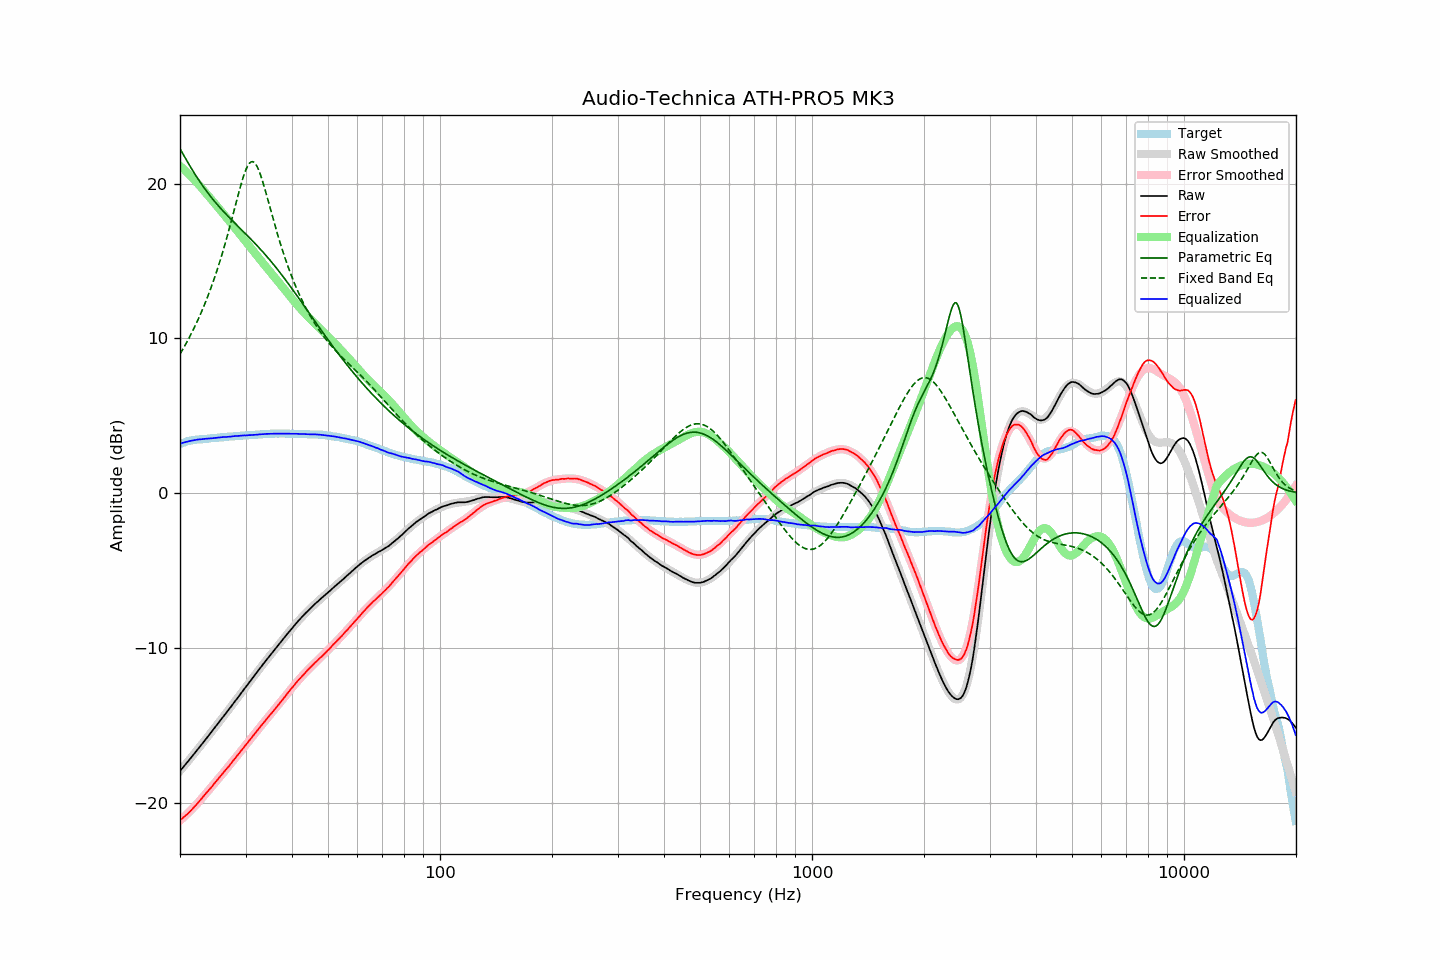 Audio-Technica ATH-PRO5 MK3
Target
Raw Smoothed
Error Smoothed
Raw
Error
Equalization
Parametric Eq
Fixed Band Eq
Equalized
20
10
0
−10
−20
Amplitude (dBr)
100
1000
10000
Frequency (Hz)